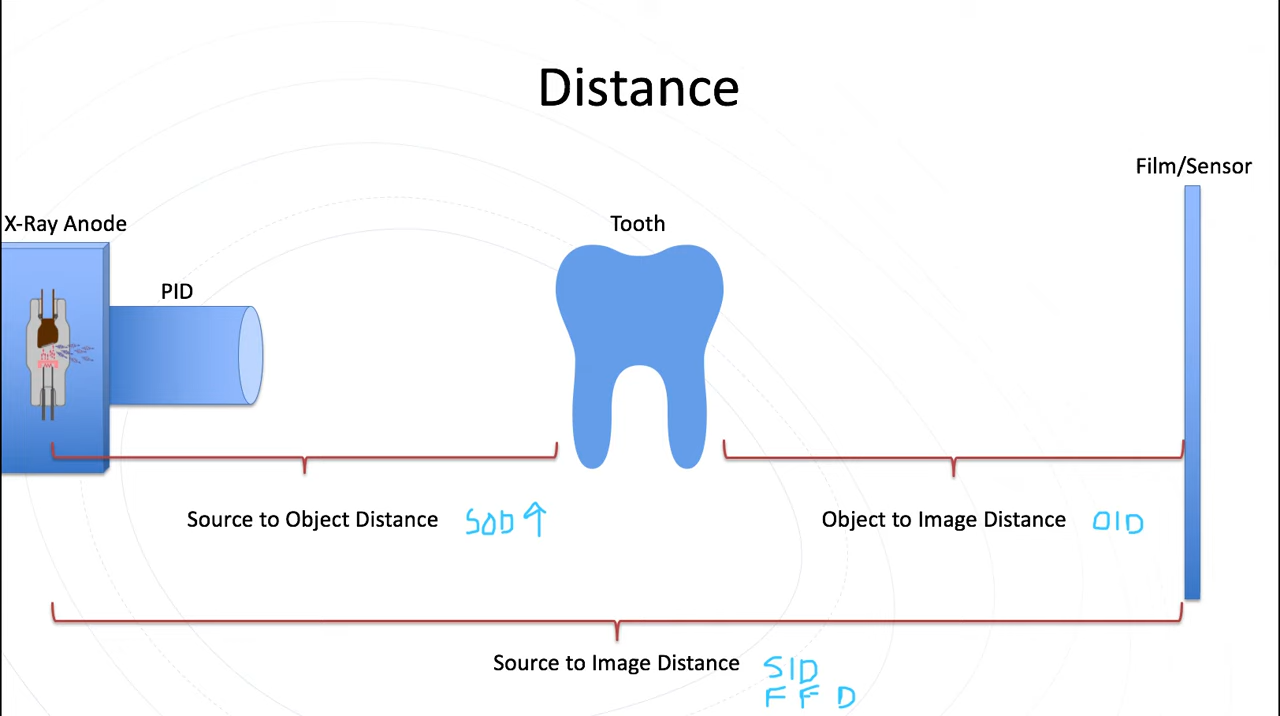 Distance
Film/Sensor
X-Ray Anode
Tooth
PID
Source to Object Distance SOD↑
Object to Image Distance OID
Source to Image Distance SID
FFD